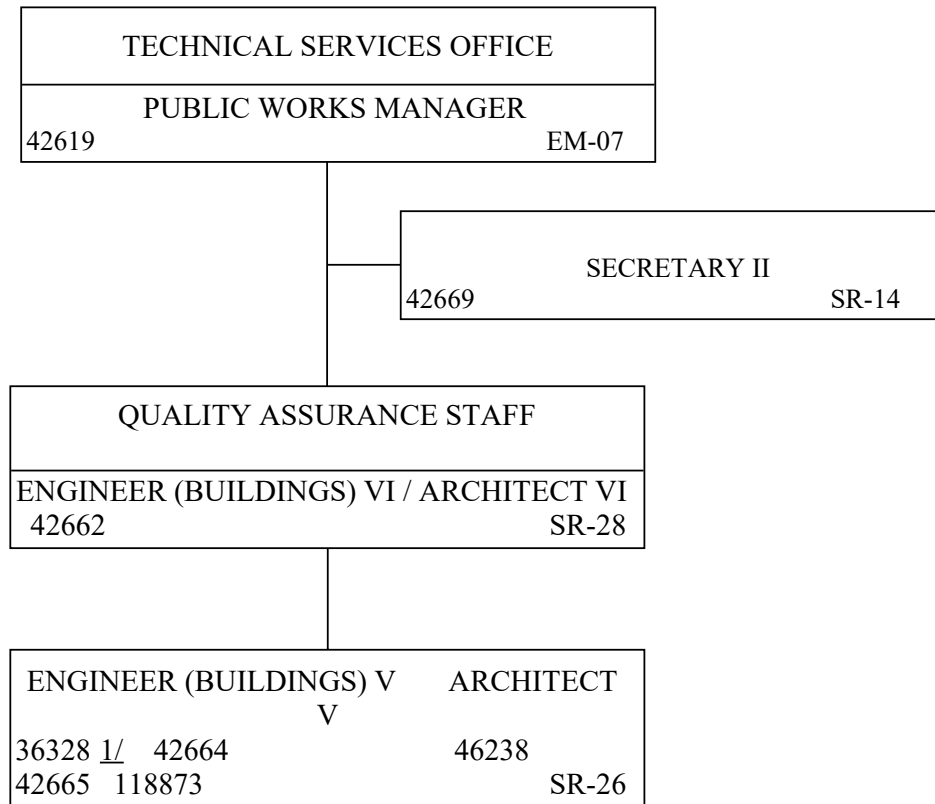 TECHNICAL SERVICES OFFICE
PUBLIC WORKS MANAGER
42619 EM-07
SECRETARY II
42669 SR-14
QUALITY ASSURANCE STAFF
ENGINEER (BUILDINGS) VI / ARCHITECT VI
42662 SR-28
ENGINEER (BUILDINGS) V ARCHITECT
V
36328 1/ 42664 46238
42665 118873 SR-26